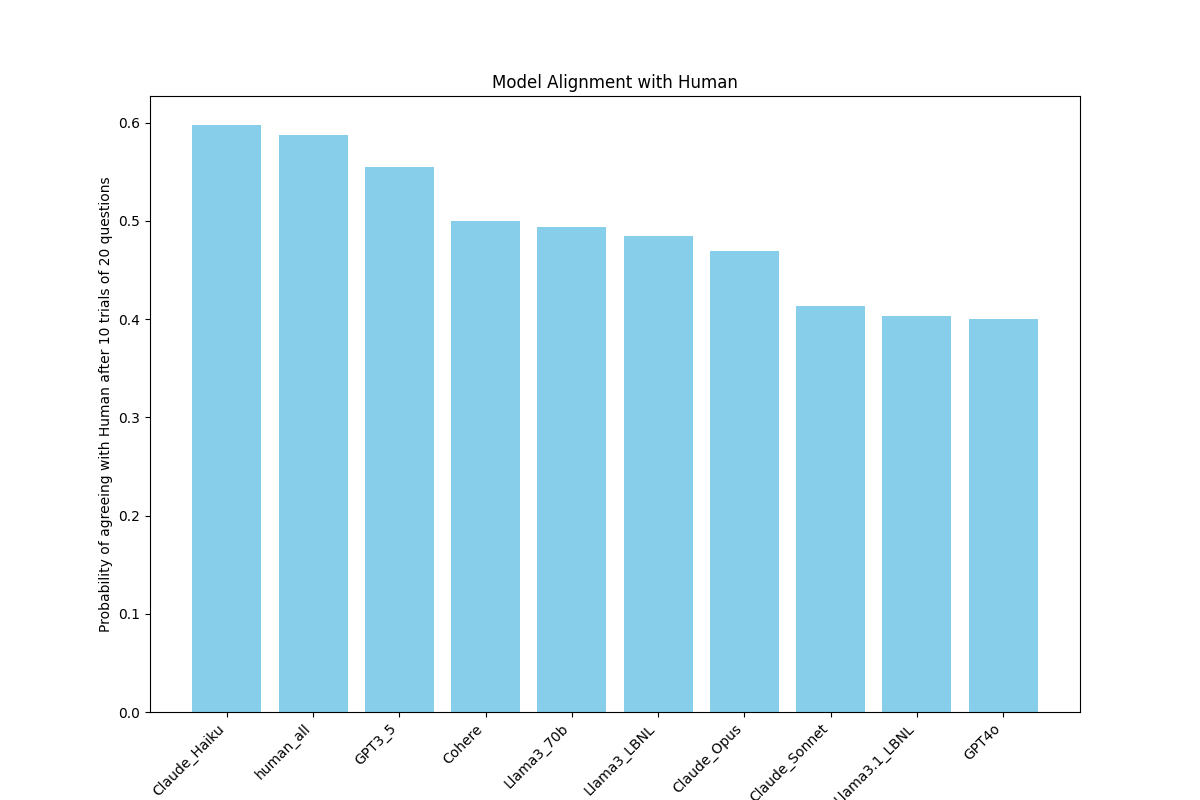 Model Alignment with Human
Probability of agreeing with Human after 10 trials of 20 questions
0.6
0.5
0.4
0.3
0.2
0.1
0.0
Claude_Haiku
human_all
GPT3_5
Cohere
Llama3_70b
Llama3_LBNL
Claude_Opus
Claude_Sonnet
Llama3.1_LBNL
GPT4o